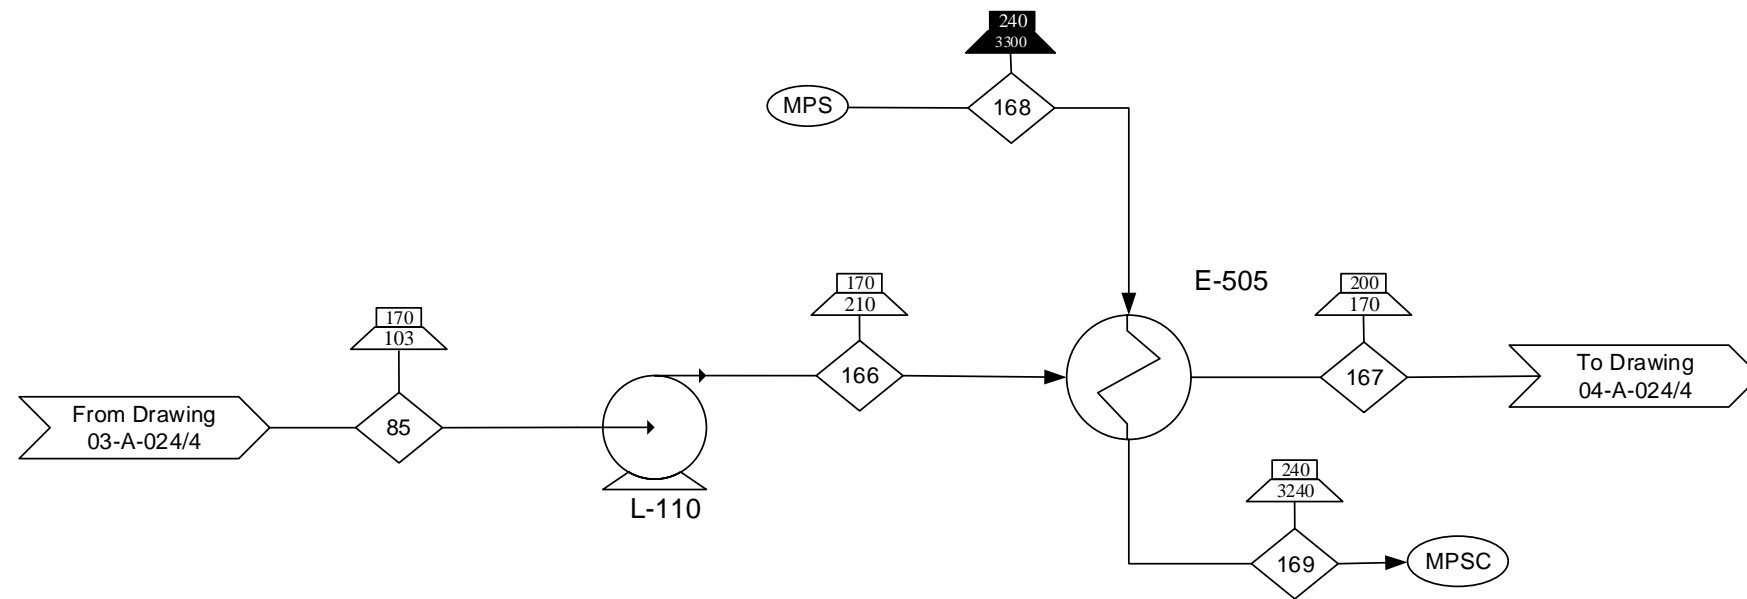 240
3300
MPS
168
E-505
170
210
200
170
170
103
166
167
To Drawing
04-A-024/4
From Drawing
03-A-024/4
85
L-110
240
3240
169
MPSC